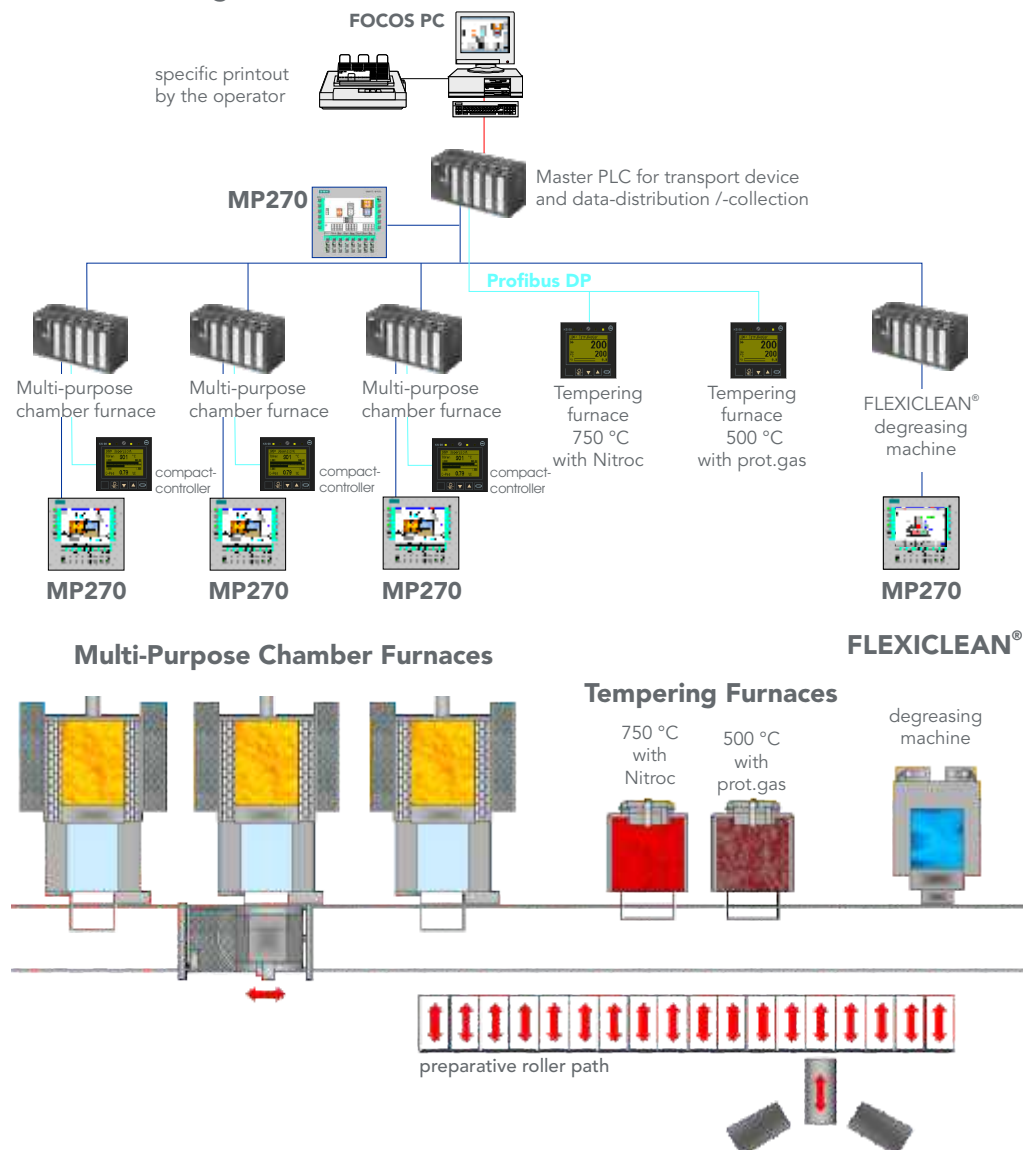 FOCOS PC
specific printout
by the operator
Master PLC for transport device
and data-distribution /-collection
MP270
Profibus DP
200
200
200
200
Multi-purpose
chamber furnace
Multi-purpose
chamber furnace
Multi-purpose
chamber furnace
Tempering
furnace
750 °C
with Nitroc
Tempering
furnace
500 °C
with prot.gas
FLEXICLEAN®
degreasing
machine
compact-
controller
compact-
controller
compact-
controller
MP270
MP270
MP270
MP270
Multi-Purpose Chamber Furnaces
FLEXICLEAN®
Tempering Furnaces
750 °C
with
Nitroc
500 °C
with
prot.gas
degreasing
machine
preparative roller path